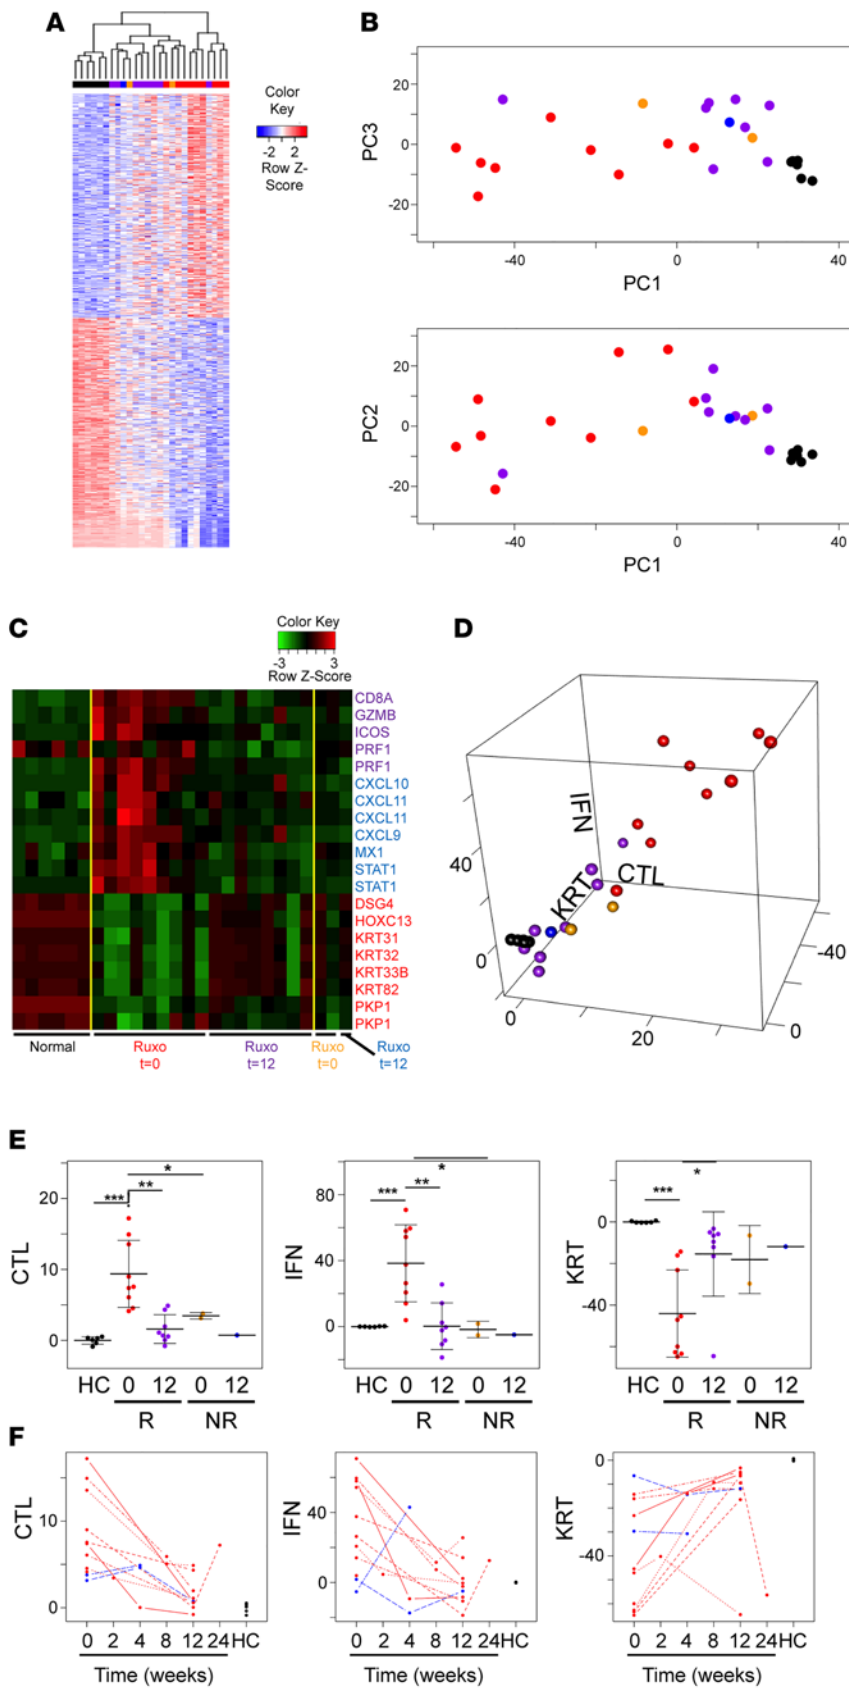 A
Color
Key
-2 2
Row Z-
Score
B
PC3
20
0
-20
-40 0 40
PC1
PC2
20
0
-20
-40 0 40
PC1
C
Color Key
-3 3
Row Z-Score
CD8A
GZMB
ICOS
PRF1
PRF1
CXCL10
CXCL11
CXCL11
CXCL9
MX1
STAT1
STAT1
DSG4
HOXC13
KRT31
KRT32
KRT33B
KRT82
PKP1
PKP1
Normal Ruxo Ruxo Ruxo Ruxo
t=0 t=12 t=0 t=12
D
IFN
CTL
KRT
40
0
0
20
0
-40
E
CTL
20
10
0
*
*** **
HC 0 12 0 12
R NR
IFN
80
40
0
*
*** **
HC 0 12 0 12
R NR
KRT
0
-40
-80
*
***
HC 0 12 0 12
R NR
F
CTL
10
0
0 2 4 8 12 24 HC
Time (weeks)
IFN
40
0
0 2 4 8 12 24 HC
Time (weeks)
KRT
0
-40
0 2 4 8 12 24 HC
Time (weeks)